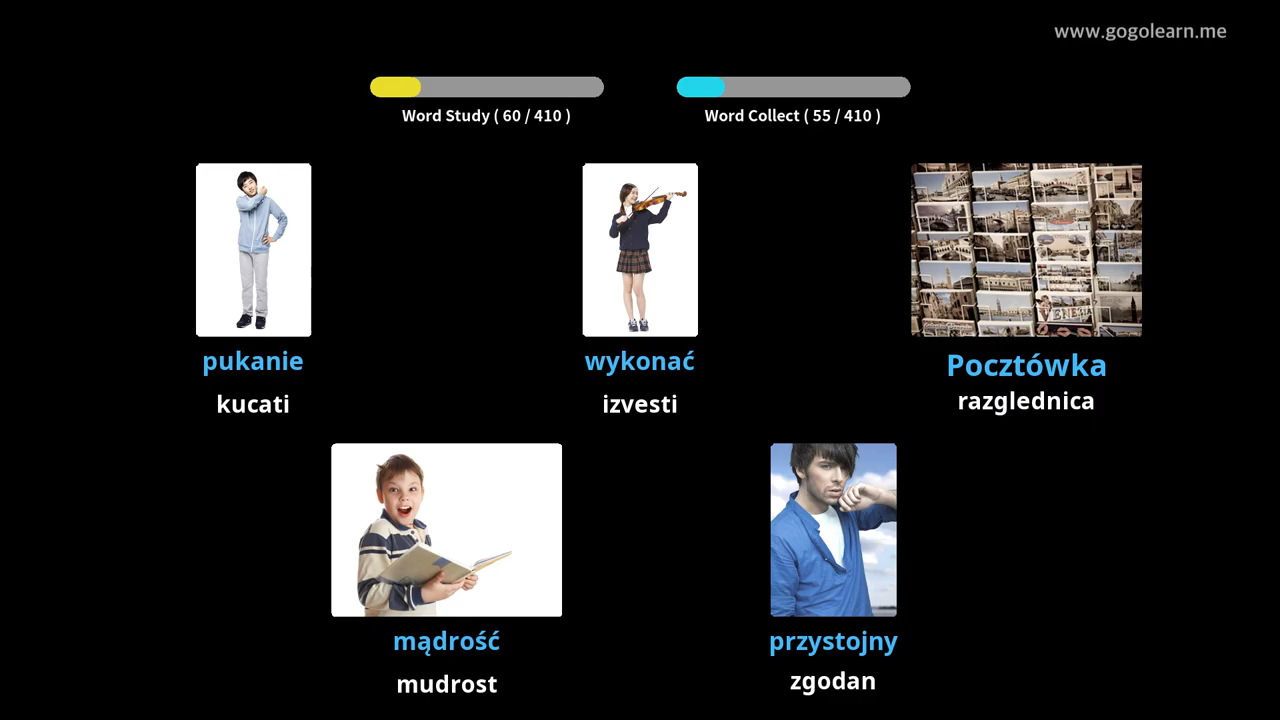 www.gogolearn.me
Word Study ( 60 / 410 )
Word Collect ( 55 / 410 )
pukanie
kucati
wykonać
izvesti
VENEZIA
Pocztówka
razglednica
mądrość
mudrost
przystojny
zgodan